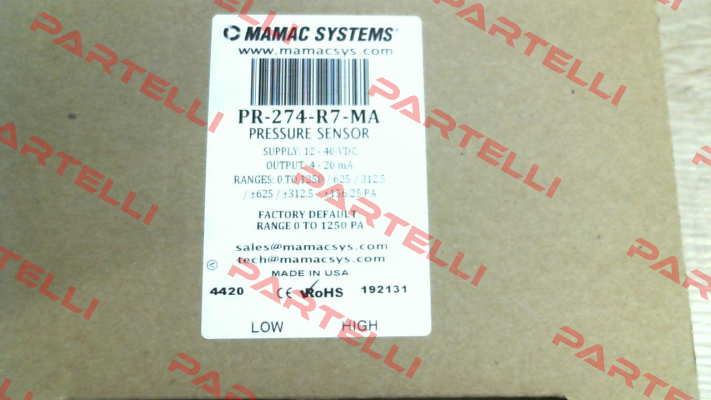 MAMAC SYSTEMS®
www.mamacsys.com
PR-274-R7-MA
PRESSURE SENSOR
SUPPLY: 12 - 40 VDC
OUTPUT: 4 - 20 mA
RANGES: 0 TO 1250 / 625 / 312.5
/ ±625 / ±312.5 / ±156.25 PA
FACTORY DEFAULT
RANGE 0 TO 1250 PA
sales@mamacsys.com
tech@mamacsys.com
MADE IN USA
4420 CE RoHS 192131
LOW HIGH
PARTELLI
PARTELLI
PARTELLI
PARTELLI
PARTELLI
PARTELLI
PARTELLI
PARTELLI
PARTELLI